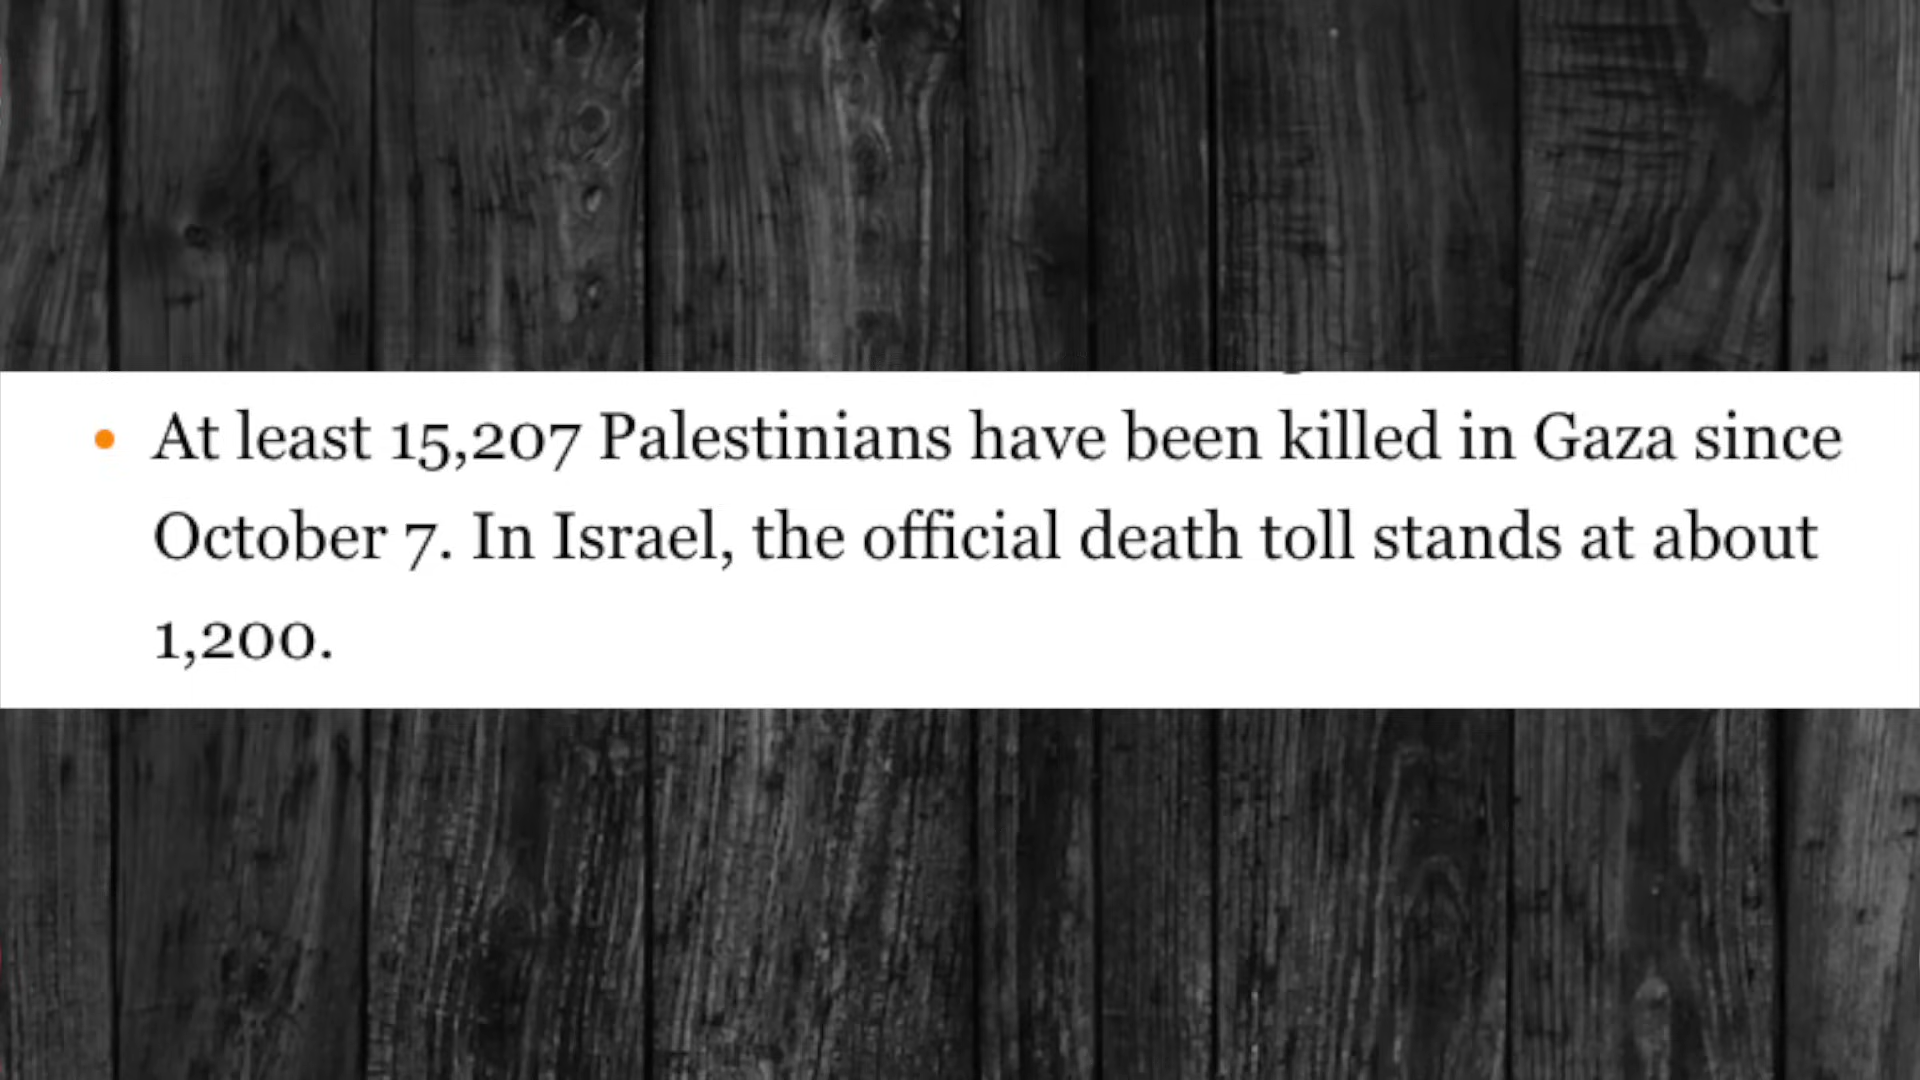 At least 15,207 Palestinians have been killed in Gaza since
October 7. In Israel, the official death toll stands at about
1,200.